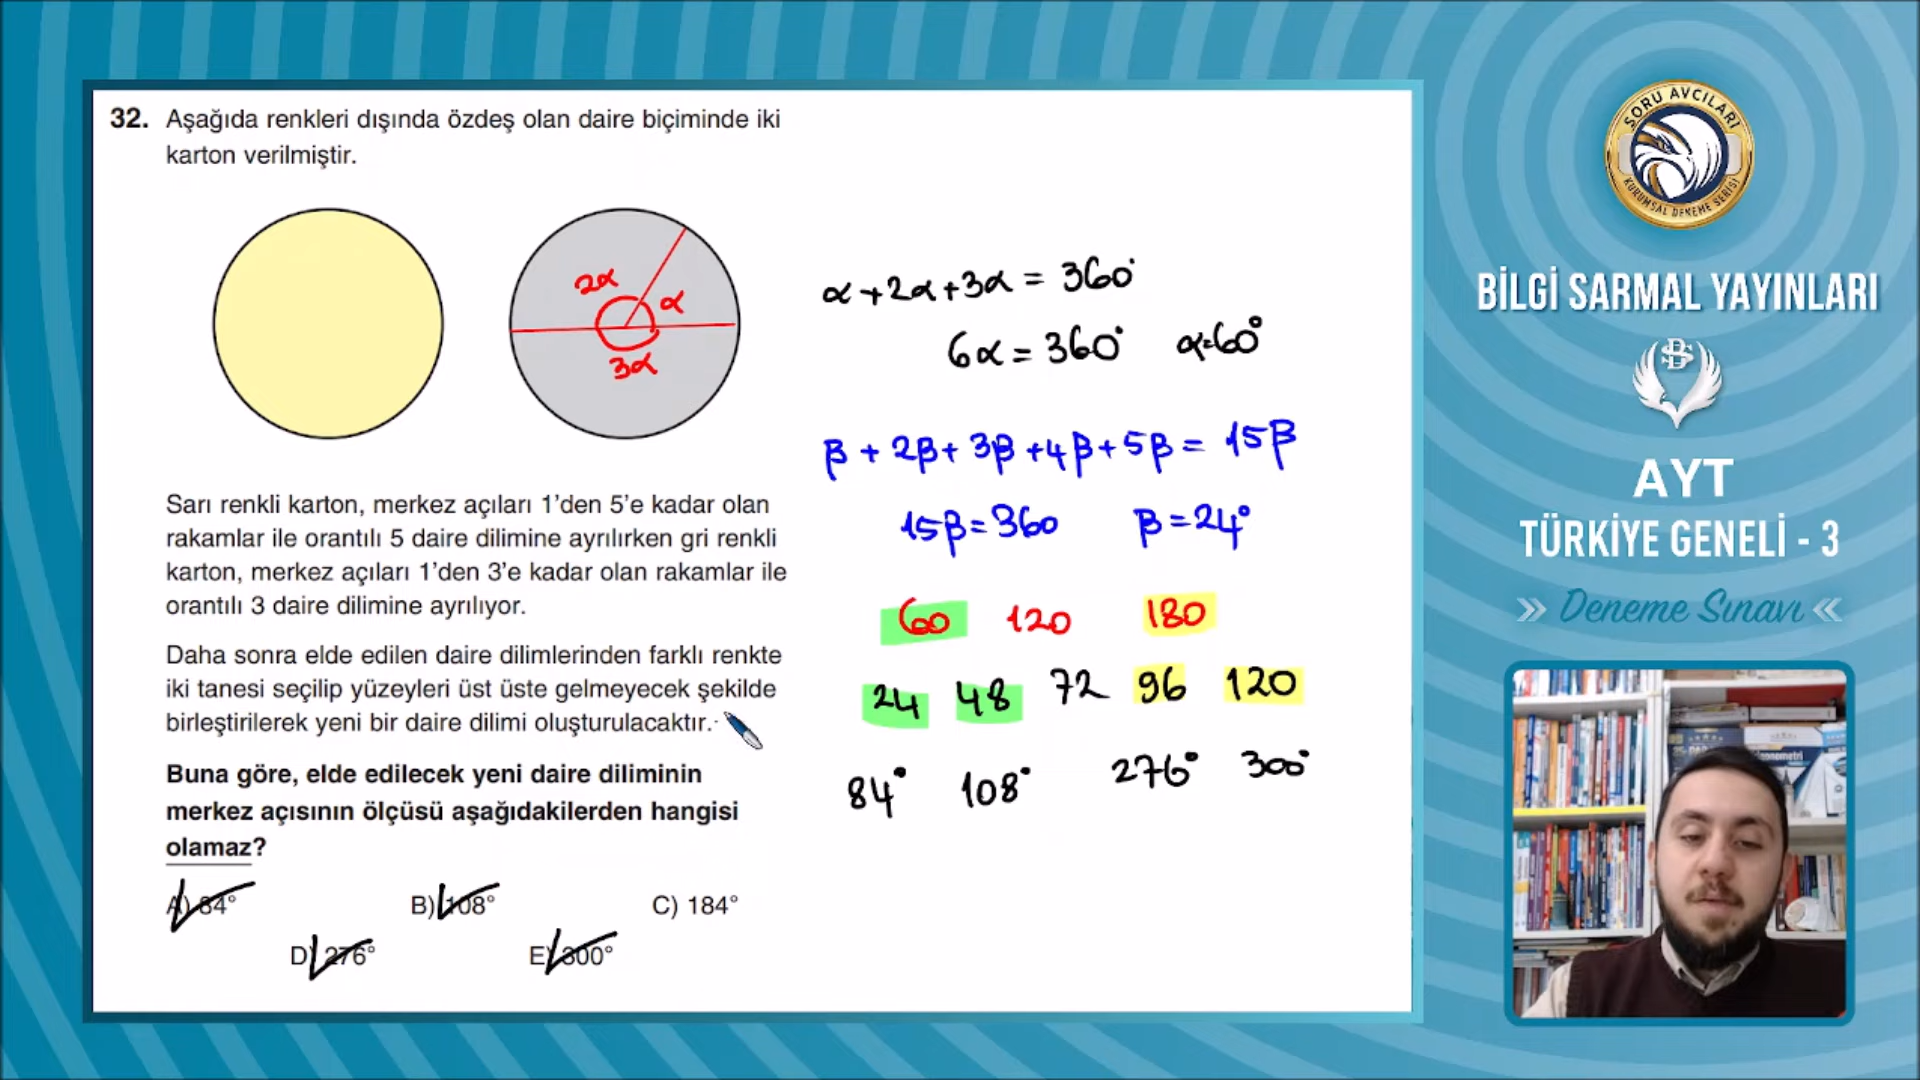 32. Aşağıda renkleri dışında özdeş olan daire biçiminde iki
karton verilmiştir.
2α
α
3α
Sarı renkli karton, merkez açıları 1’den 5’e kadar olan
rakamlar ile orantılı 5 daire dilimine ayrılırken gri renkli
karton, merkez açıları 1’den 3’e kadar olan rakamlar ile
orantılı 3 daire dilimine ayrılıyor.
Daha sonra elde edilen daire dilimlerinden farklı renkte
iki tanesi seçilip yüzeyleri üst üste gelmeyecek şekilde
birleştirilerek yeni bir daire dilimi oluşturulacaktır.
Buna göre, elde edilecek yeni daire diliminin
merkez açısının ölçüsü aşağıdakilerden hangisi
olamaz?
A) 84° B) 108° C) 184°
D) 276° E) 300°
α+2α+3α = 360°
6α = 360° α=60°
β + 2β + 3β + 4β + 5β = 15β
15β = 360 β = 24°
60 120 180
24 48 72 96 120
84° 108° 276° 300°
SORU AVCILARI
KURUMSAL DENEME SERİSİ
BİLGİ SARMAL YAYINLARI
AYT
TÜRKİYE GENELİ - 3
Deneme Sınavı